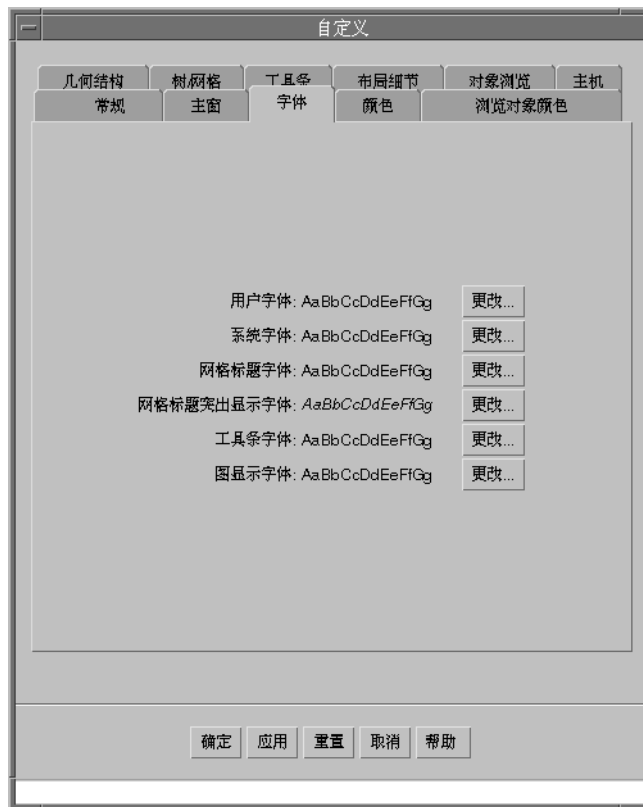 自定义
几何结构 树/网格 工具条 布局细节 对象浏览 主机
常规 主窗 字体 颜色 浏览对象颜色
用户字体: AaBbCcDdEeFfGg 更改...
系统字体: AaBbCcDdEeFfGg 更改...
网格标题字体: AaBbCcDdEeFfGg 更改...
网格标题突出显示字体: AaBbCcDdEeFfGg 更改...
工具条字体: AaBbCcDdEeFfGg 更改...
图显示字体: AaBbCcDdEeFfGg 更改...
确定 应用 重置 取消 帮助